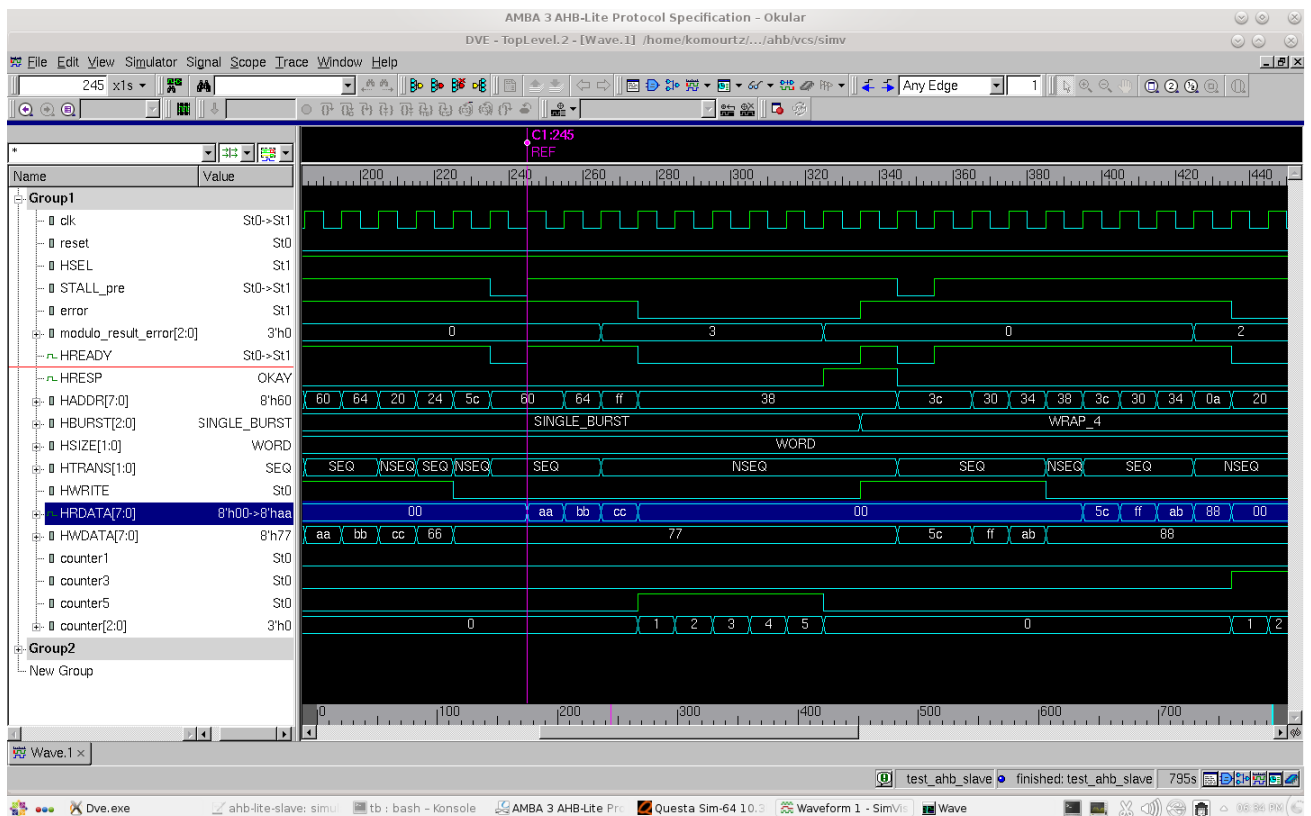 AMBA 3 AHB-Lite Protocol Specification - Okular
DVE - TopLevel.2 - [Wave.1] /home/komourtz/.../ahb/vcs/simv
File Edit View Simulator Signal Scope Trace Window Help
245 x1s Any Edge 1
C1:245
REF
*
Name Value
200 220 240 260 280 300 320 340 360 380 400 420 440
Group1
clk St0->St1
reset St0
HSEL St1
STALL_pre St0->St1
error St1
modulo_result_error[2:0] 3'h0 0 3 0 2
HREADY St0->St1
HRESP OKAY
HADDR[7:0] 8'h60 60 64 20 24 5c 60 64 ff 38 3c 30 34 38 3c 30 34 0a 20
HBURST[2:0] SINGLE_BURST SINGLE_BURST WRAP_4
HSIZE[1:0] WORD WORD
HTRANS[1:0] SEQ SEQ NSEQ SEQ NSEQ SEQ NSEQ SEQ NSEQ SEQ NSEQ
HWRITE St0
HRDATA[7:0] 8'h00->8'haa 00 aa bb cc 00 5c ff ab 88 00
HWDATA[7:0] 8'h77 aa bb cc 66 77 5c ff ab 88
counter1 St0
counter3 St0
counter5 St0
counter[2:0] 3'h0 0 1 2 3 4 5 0 1 2
Group2
New Group
0 100 200 300 400 500 600 700
Wave.1 ×
test_ahb_slave finished: test_ahb_slave 795s
Dve.exe ahb-lite-slave: simul tb : bash - Konsole AMBA 3 AHB-Lite Pro Questa Sim-64 10.3 Waveform 1 - SimVis Wave 06:34 PM